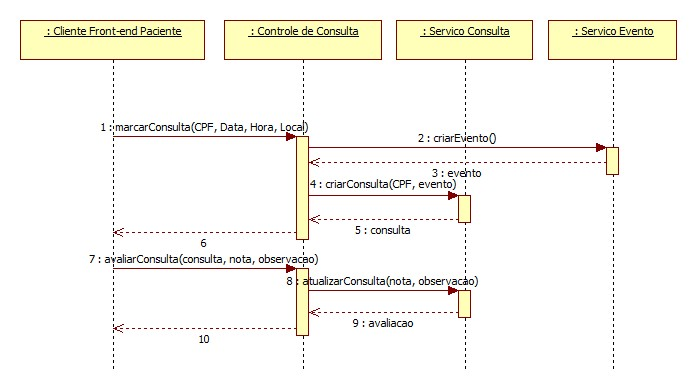 : Cliente Front-end Paciente
: Controle de Consulta
: Servico Consulta
: Servico Evento
1 : marcarConsulta(CPF, Data, Hora, Local)
2 : criarEvento()
3 : evento
4 : criarConsulta(CPF, evento)
5 : consulta
6
7 : avaliarConsulta(consulta, nota, observacao)
8 : atualizarConsulta(nota, observacao)
9 : avaliacao
10